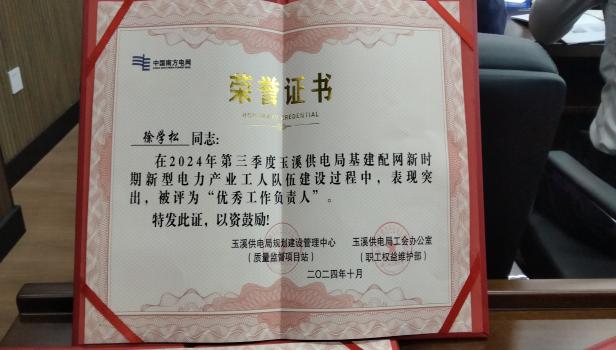 中国南方电网
荣誉证书
徐学松 同志:
在2024年第三季度玉溪供电局基建配网新时
期新型电力产业工人队伍建设过程中，表现突
出，被评为“优秀工作负责人”。
特发此证，以资鼓励!
玉溪供电局规划建设管理中心 玉溪供电局工会办公室
（质量监督项目站） （职工权益维护部）
二〇二四年十月